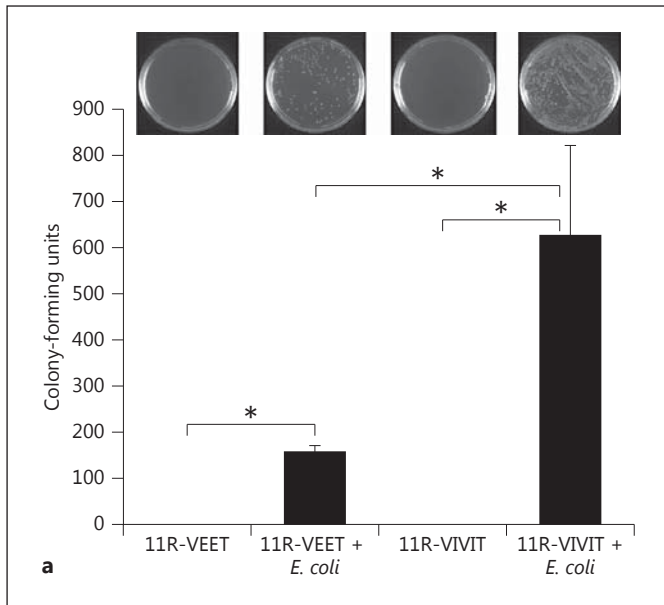 900
800
700
600
500
400
300
200
100
0
Colony-forming units
*
*
*
11R-VEET
11R-VEET +
E. coli
11R-VIVIT
11R-VIVIT +
E. coli
a